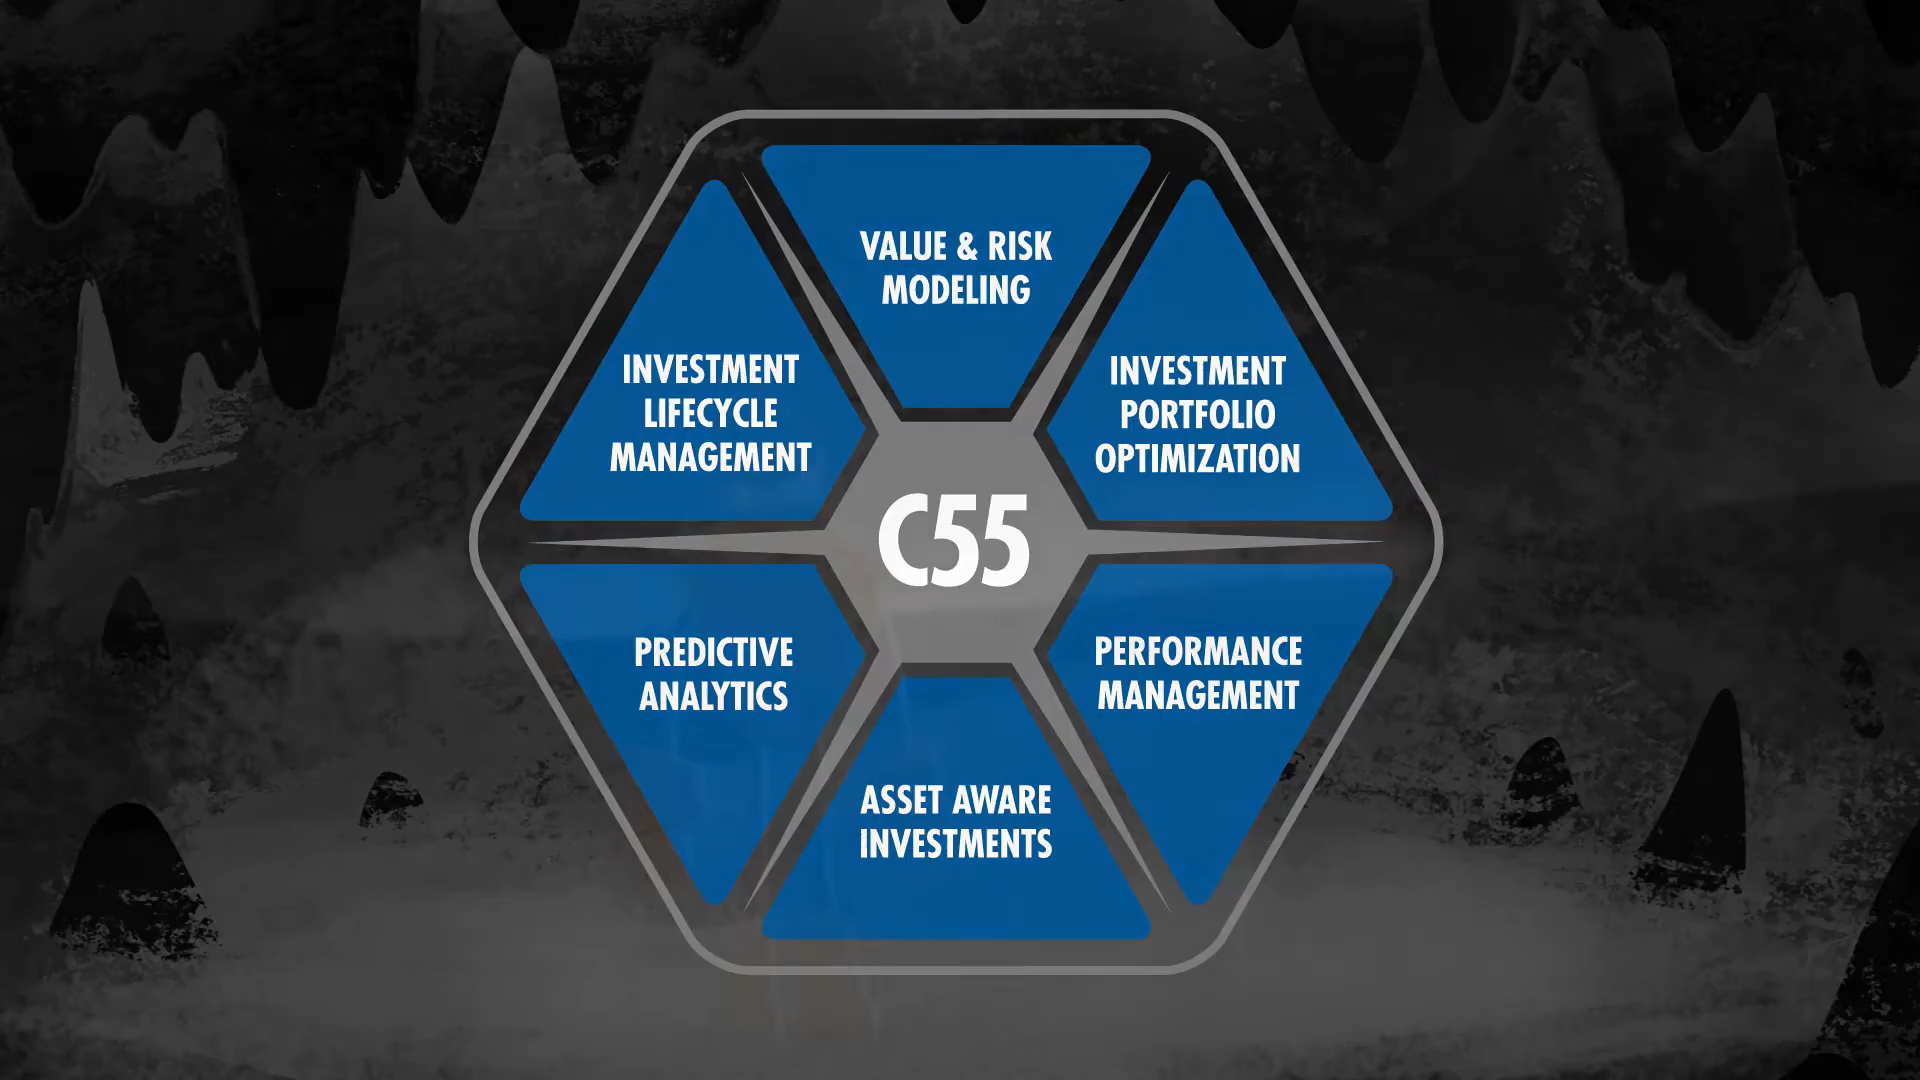 VALUE & RISK
MODELING
INVESTMENT
LIFECYCLE
MANAGEMENT
INVESTMENT
PORTFOLIO
OPTIMIZATION
C55
PREDICTIVE
ANALYTICS
PERFORMANCE
MANAGEMENT
ASSET AWARE
INVESTMENTS